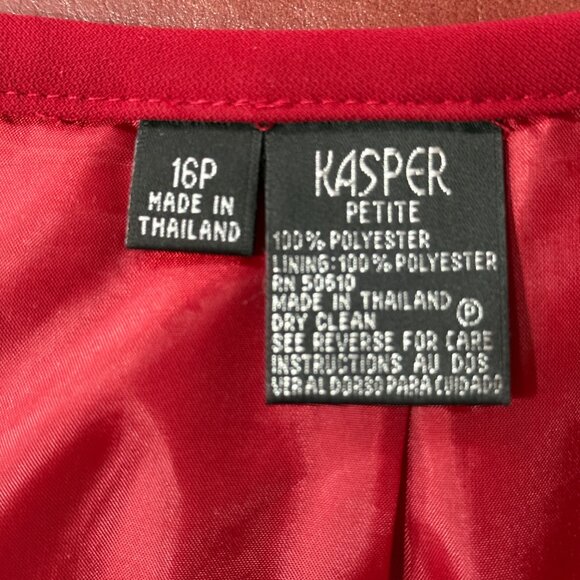 16P
MADE IN
THAILAND
KASPER
PETITE
100% POLYESTER
LINING: 100% POLYESTER
RN 50610
MADE IN THAILAND
P
DRY CLEAN
SEE REVERSE FOR CARE
INSTRUCTIONS AU DOS
VER AL DORSO PARA CUIDADO